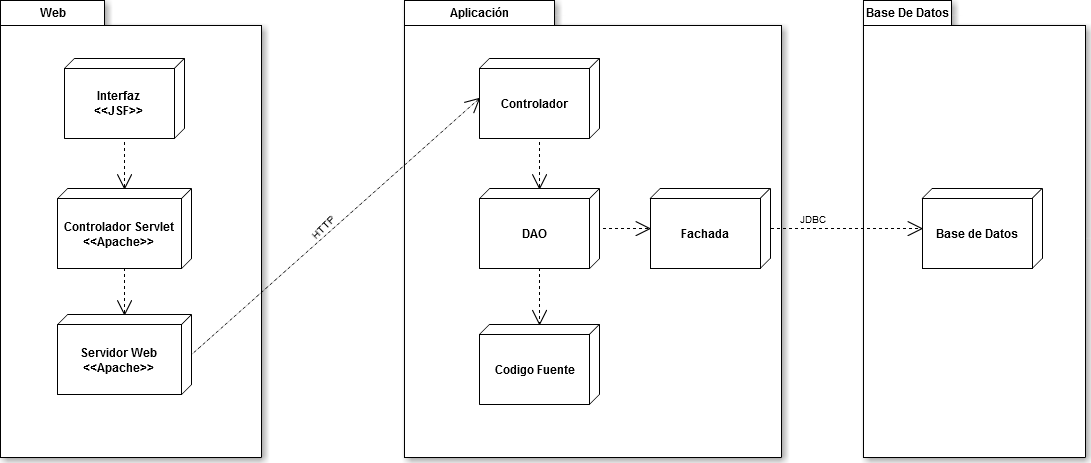 Web
Interfaz
<<JSF>>
Controlador Servlet
<<Apache>>
Servidor Web
<<Apache>>
HTTP
Aplicación
Controlador
DAO
Fachada
Codigo Fuente
JDBC
Base De Datos
Base de Datos